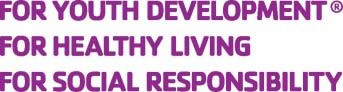 FOR YOUTH DEVELOPMENT®
FOR HEALTHY LIVING
FOR SOCIAL RESPONSIBILITY